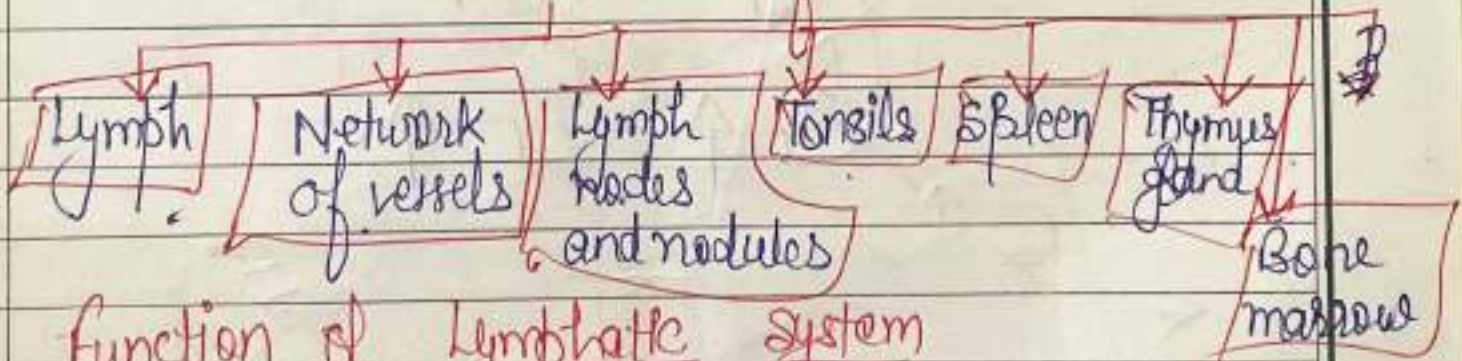 Lymph
Network
of vessels
Lymph
nodes
and nodules
Tonsils
Spleen
Thymus
gland
Bone
marrow
Function of Lymphatic System